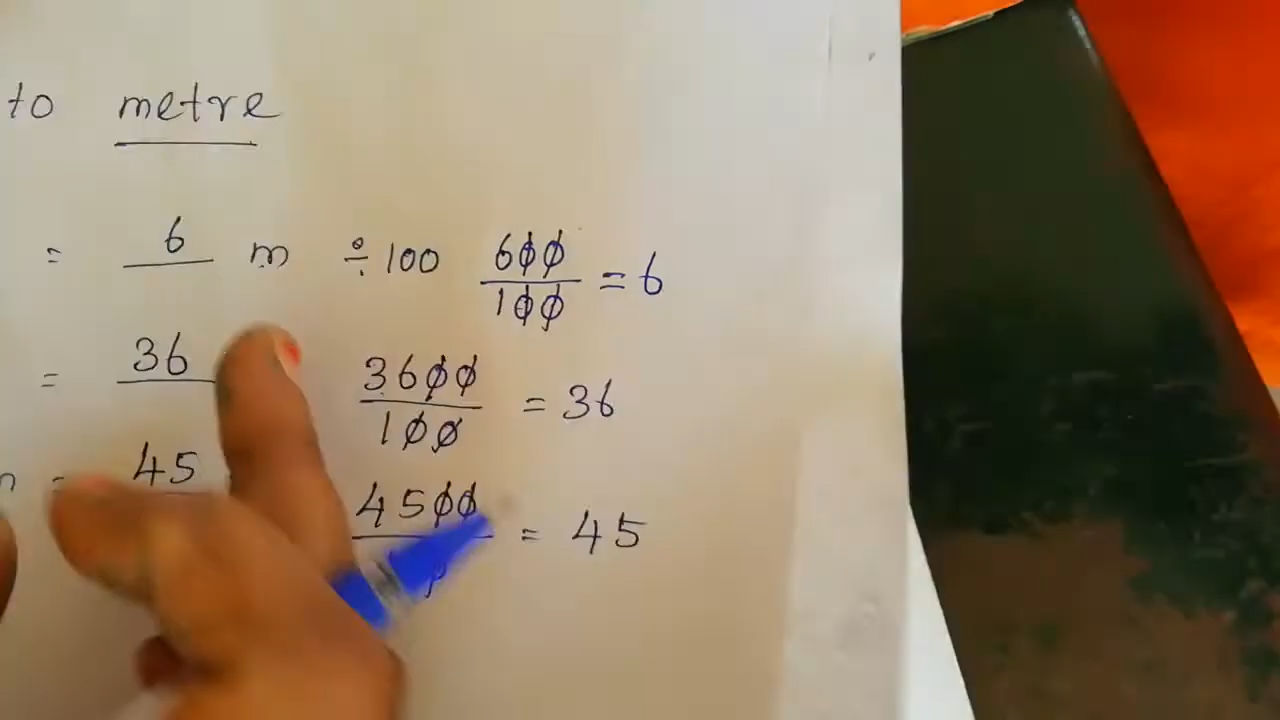 to metre
= 6 m ÷100 600/100 = 6
= 36 3600/100 = 36
= 45 4500 = 45